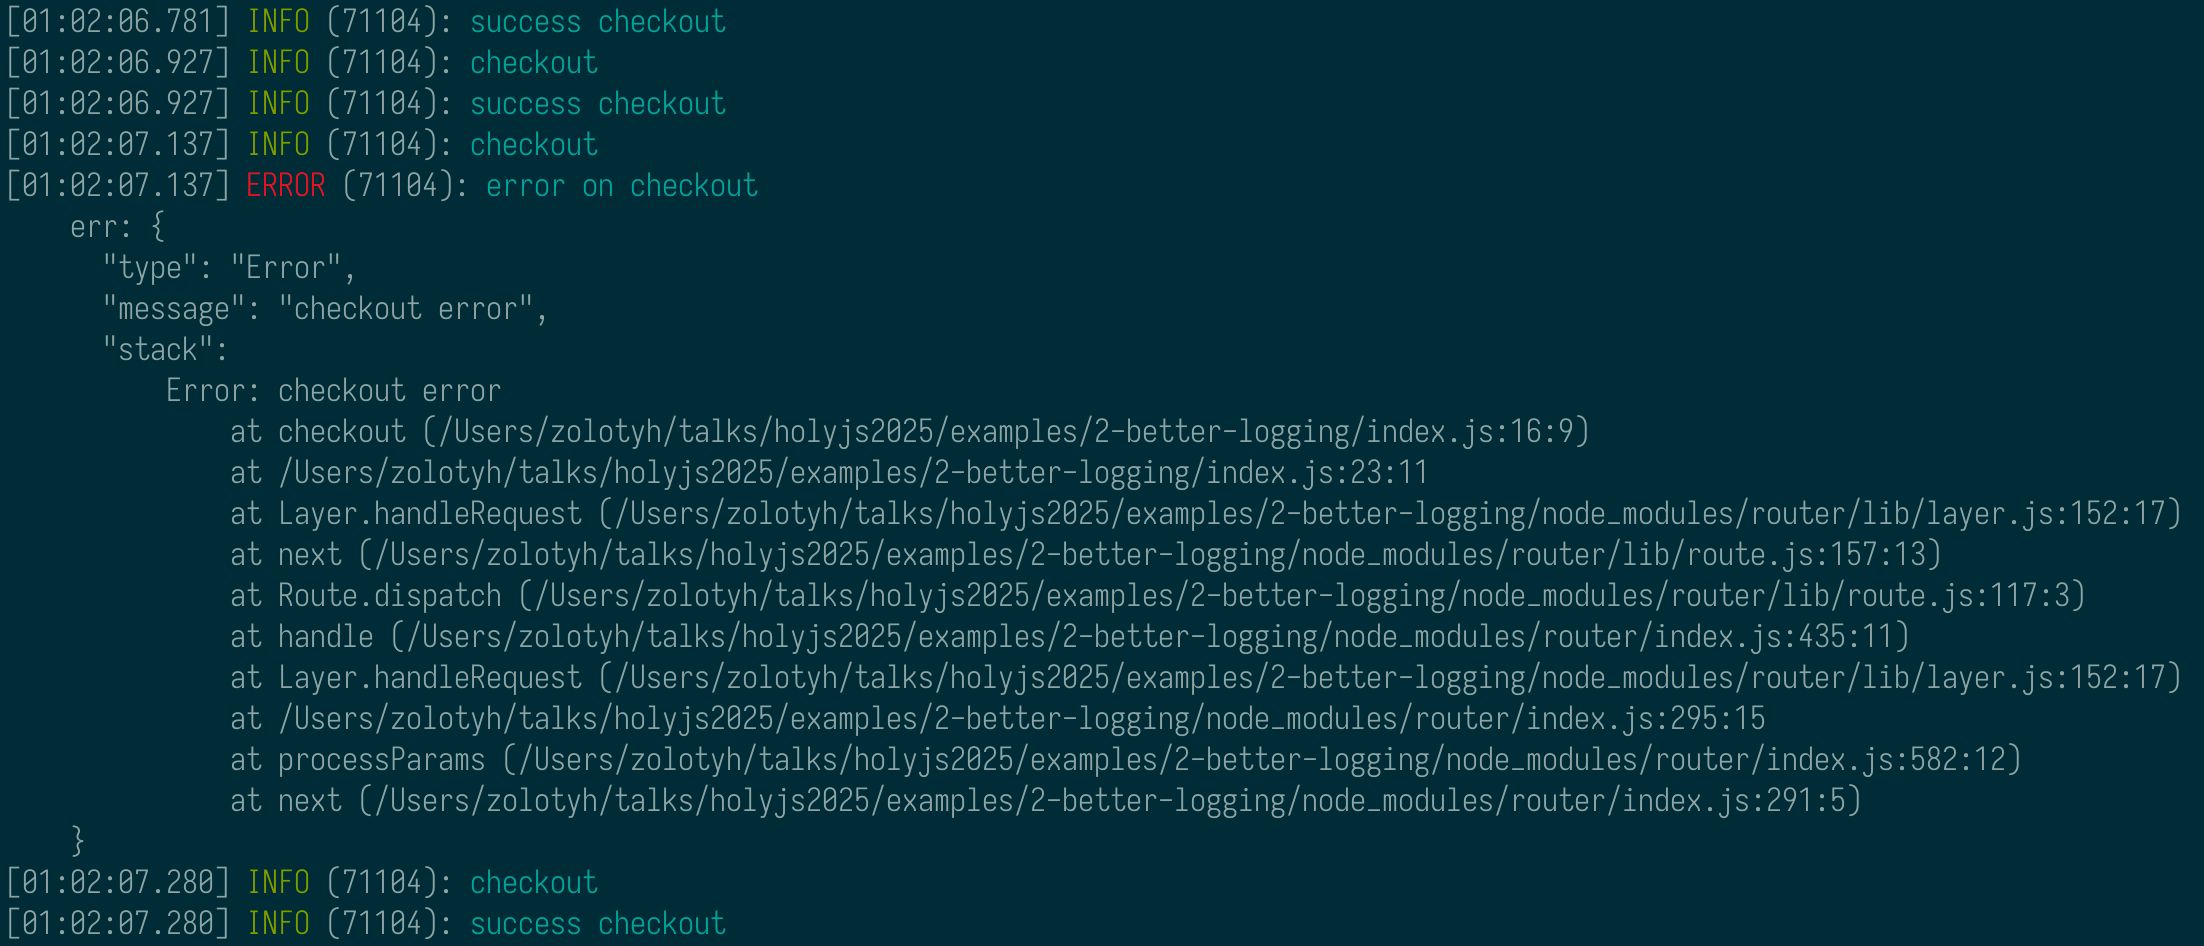 [01:02:06.781] INFO (71104): success checkout
[01:02:06.927] INFO (71104): checkout
[01:02:06.927] INFO (71104): success checkout
[01:02:07.137] INFO (71104): checkout
[01:02:07.137] ERROR (71104): error on checkout
    err: {
      "type": "Error",
      "message": "checkout error",
      "stack":
          Error: checkout error
              at checkout (/Users/zolotyh/talks/holyjs2025/examples/2-better-logging/index.js:16:9)
              at /Users/zolotyh/talks/holyjs2025/examples/2-better-logging/index.js:23:11
              at Layer.handleRequest (/Users/zolotyh/talks/holyjs2025/examples/2-better-logging/node_modules/router/lib/layer.js:152:17)
              at next (/Users/zolotyh/talks/holyjs2025/examples/2-better-logging/node_modules/router/lib/route.js:157:13)
              at Route.dispatch (/Users/zolotyh/talks/holyjs2025/examples/2-better-logging/node_modules/router/lib/route.js:117:3)
              at handle (/Users/zolotyh/talks/holyjs2025/examples/2-better-logging/node_modules/router/index.js:435:11)
              at Layer.handleRequest (/Users/zolotyh/talks/holyjs2025/examples/2-better-logging/node_modules/router/lib/layer.js:152:17)
              at /Users/zolotyh/talks/holyjs2025/examples/2-better-logging/node_modules/router/index.js:295:15
              at processParams (/Users/zolotyh/talks/holyjs2025/examples/2-better-logging/node_modules/router/index.js:582:12)
              at next (/Users/zolotyh/talks/holyjs2025/examples/2-better-logging/node_modules/router/index.js:291:5)
    }
[01:02:07.280] INFO (71104): checkout
[01:02:07.280] INFO (71104): success checkout